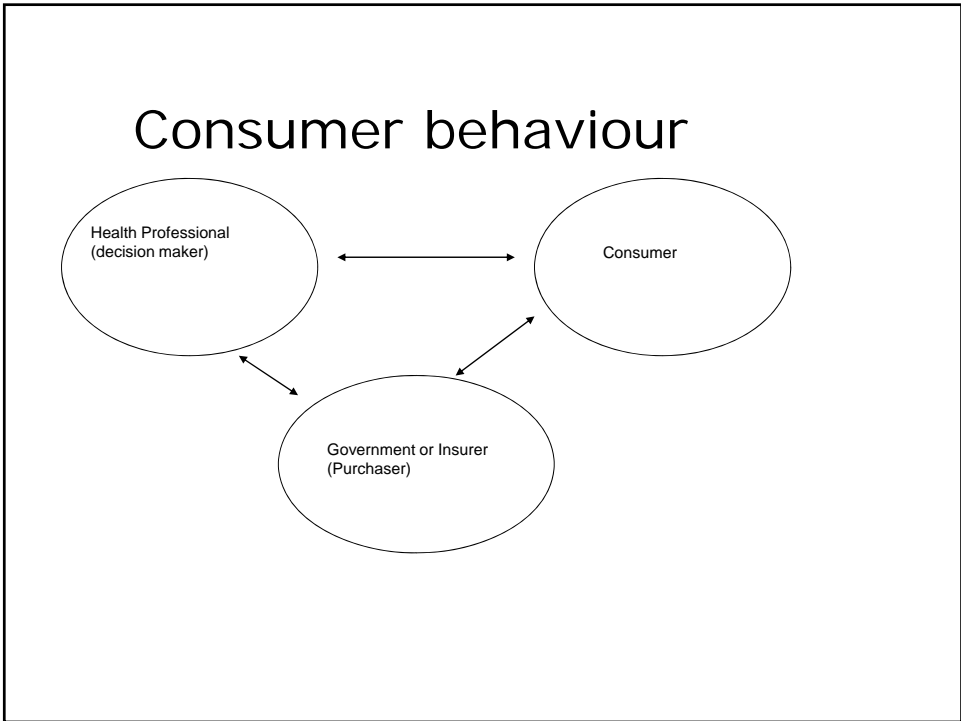 Consumer behaviour
Health Professional
(decision maker)
Consumer
Government or Insurer
(Purchaser)